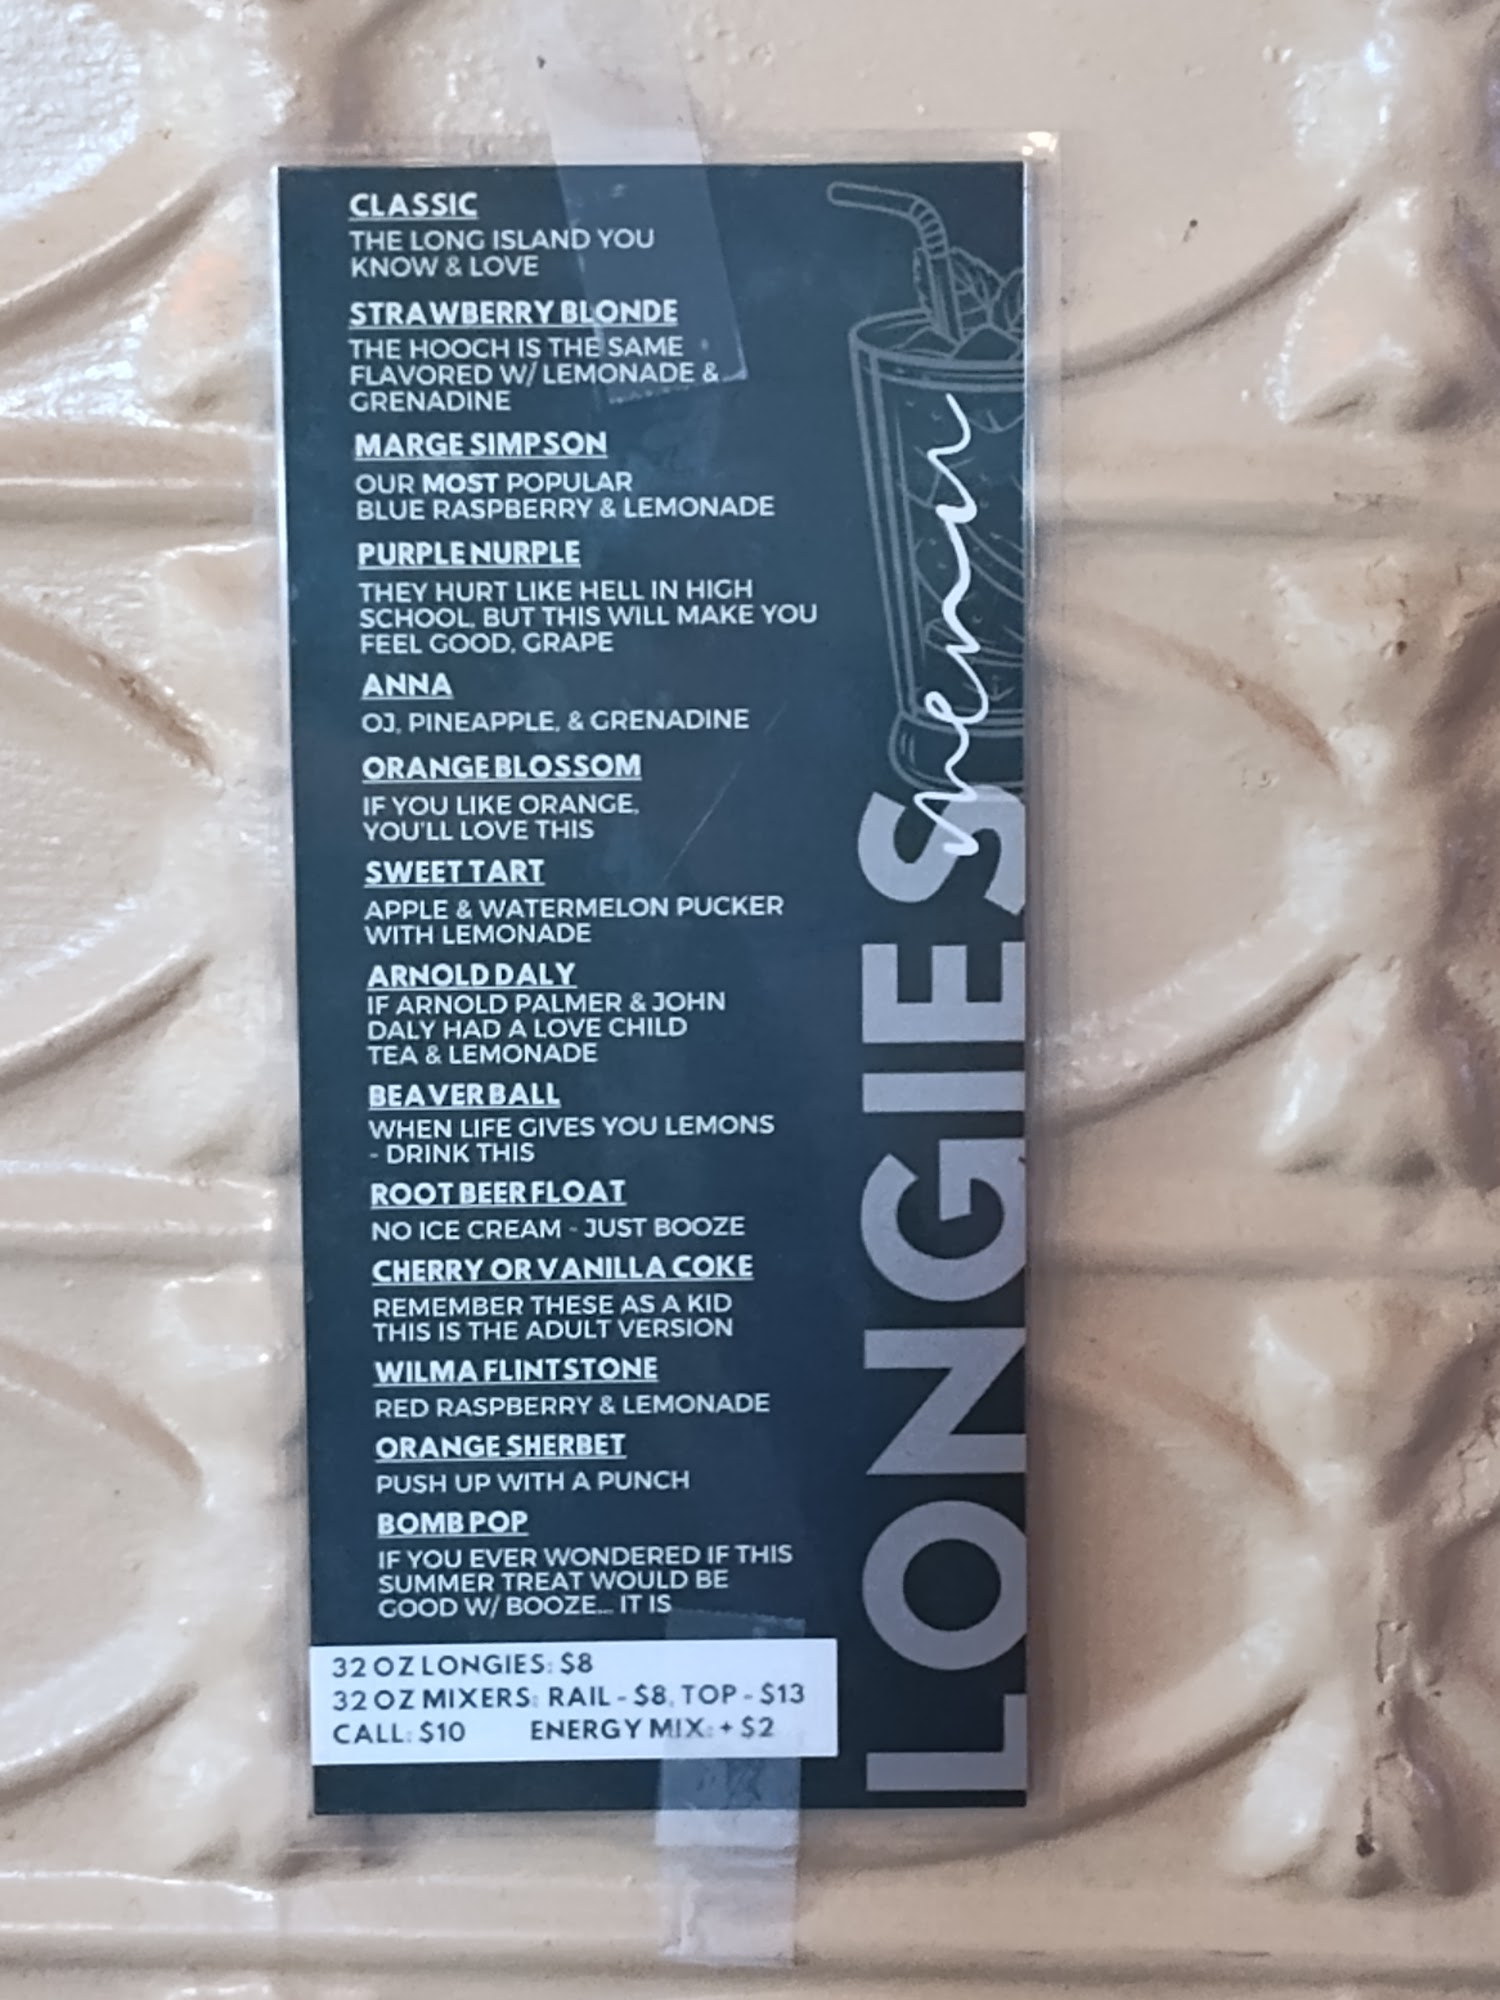 CLASSIC
THE LONG ISLAND YOU
KNOW & LOVE
STRAWBERRY BLONDE
THE HOOCH IS THE SAME
FLAVORED W/ LEMONADE &
GRENADINE
MARGE SIMPSON
OUR MOST POPULAR
BLUE RASPBERRY & LEMONADE
PURPLE NURPLE
THEY HURT LIKE HELL IN HIGH
SCHOOL, BUT THIS WILL MAKE YOU
FEEL GOOD, GRAPE
ANNA
OJ, PINEAPPLE, & GRENADINE
ORANGE BLOSSOM
IF YOU LIKE ORANGE,
YOU'LL LOVE THIS
SWEET TART
APPLE & WATERMELON PUCKER
WITH LEMONADE
ARNOLD DALY
IF ARNOLD PALMER & JOHN
DALY HAD A LOVE CHILD
TEA & LEMONADE
BEAVER BALL
WHEN LIFE GIVES YOU LEMONS
- DRINK THIS
ROOT BEER FLOAT
NO ICE CREAM - JUST BOOZE
CHERRY OR VANILLA COKE
REMEMBER THESE AS A KID
THIS IS THE ADULT VERSION
WILMA FLINTSTONE
RED RASPBERRY & LEMONADE
ORANGE SHERBET
PUSH UP WITH A PUNCH
BOMB POP
IF YOU EVER WONDERED IF THIS
SUMMER TREAT WOULD BE
GOOD W/ BOOZE... IT IS
32 OZ LONGIES: $8
32 OZ MIXERS: RAIL - $8, TOP - $13
CALL: $10 ENERGY MIX: + $2
LONGIES
menu